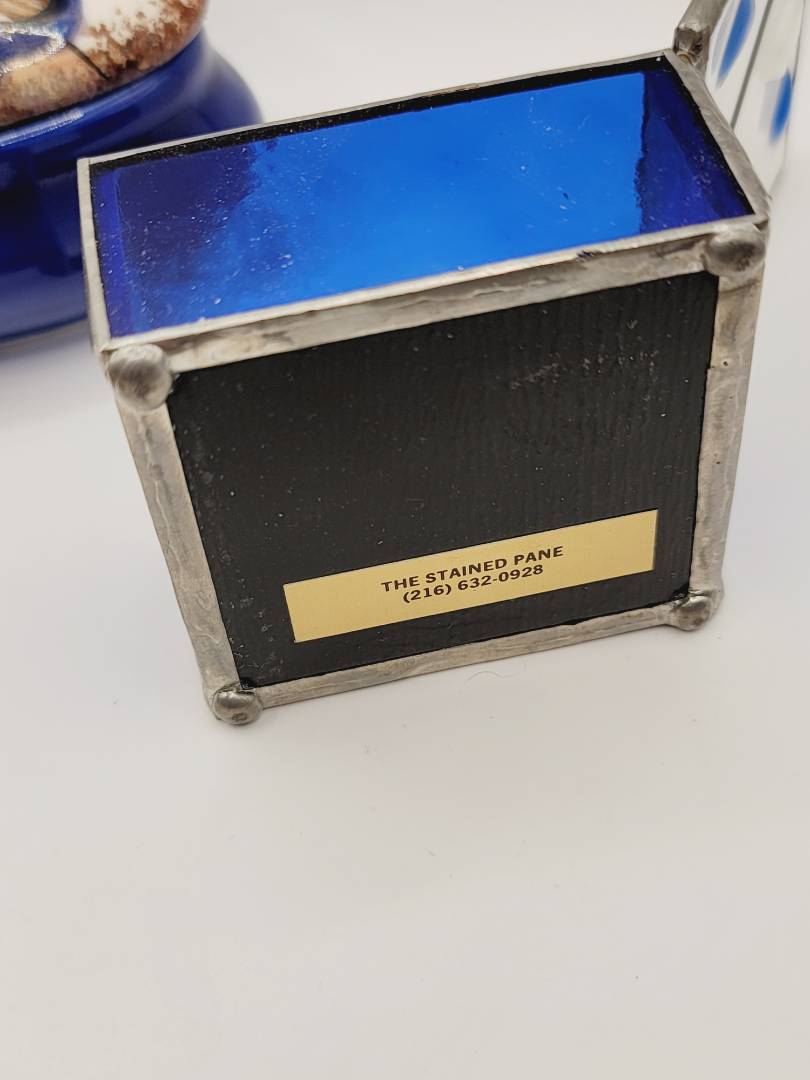 THE STAINED PANE
(216) 632-0928